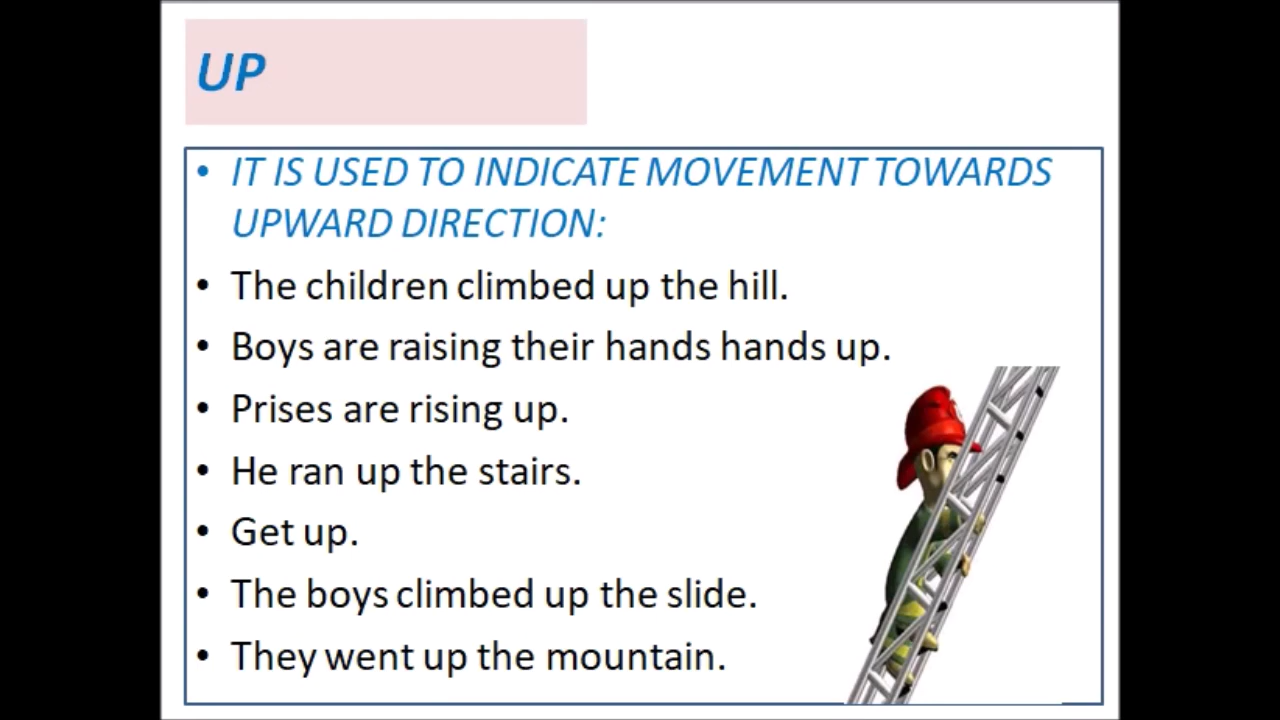 UP
• IT IS USED TO INDICATE MOVEMENT TOWARDS
UPWARD DIRECTION:
• The children climbed up the hill.
• Boys are raising their hands hands up.
• Prises are rising up.
• He ran up the stairs.
• Get up.
• The boys climbed up the slide.
• They went up the mountain.